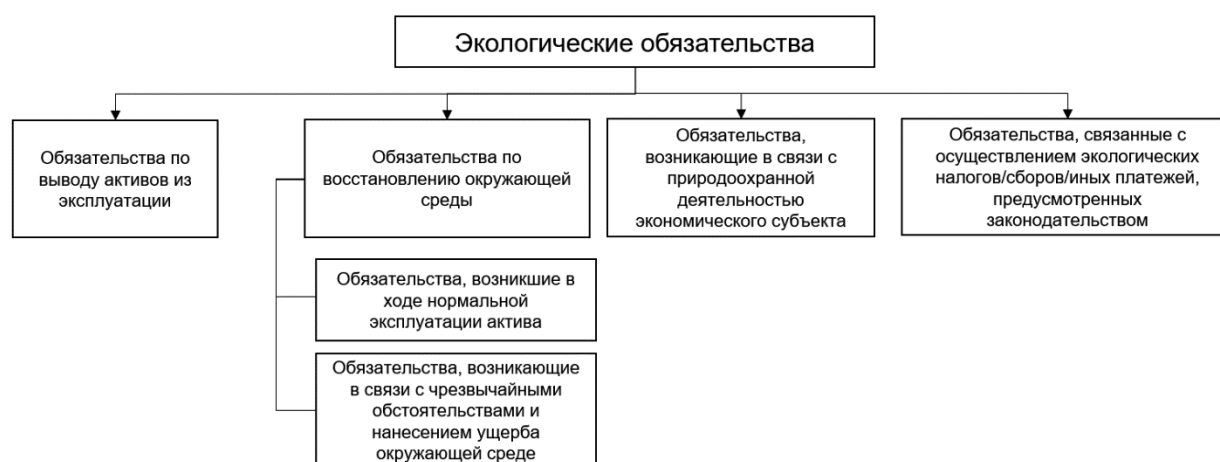 Экологические обязательства
Обязательства по
выводу активов из
эксплуатации
Обязательства по
восстановлению окружающей
среды
Обязательства,
возникающие в связи с
природоохранной
деятельностью
экономического субъекта
Обязательства, связанные с
осуществлением экологических
налогов/сборов/иных платежей,
предусмотренных
законодательством
Обязательства, возникшие в
ходе нормальной
эксплуатации актива
Обязательства, возникающие
в связи с чрезвычайными
обстоятельствами и
нанесением ущерба
окружающей среде